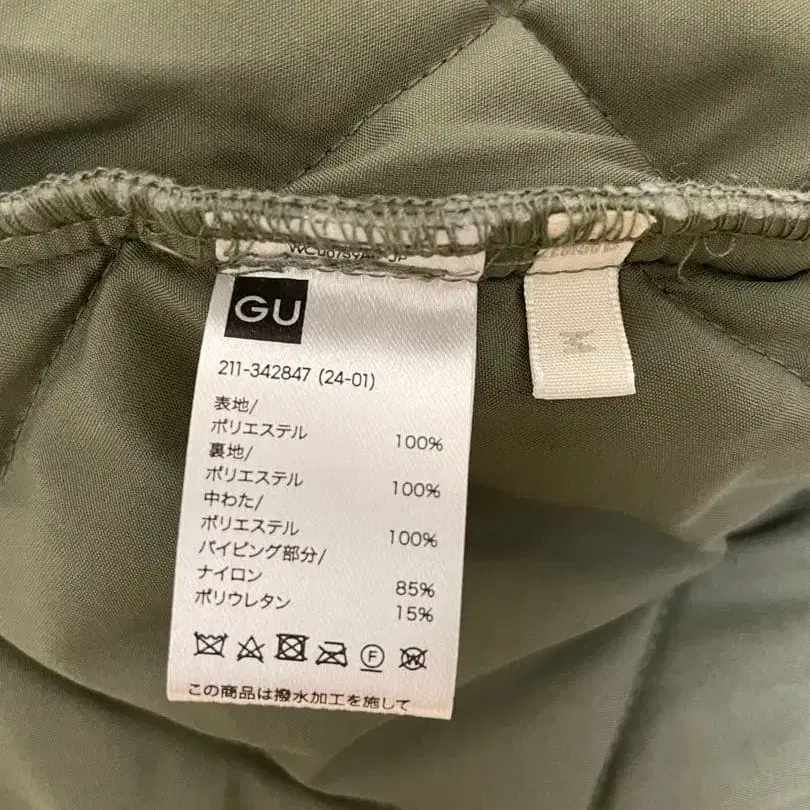 GU
M
211-342847 (24-01)
表地/
ポリエステル 100%
裏地/
ポリエステル 100%
中わた/
ポリエステル 100%
パイピング部分/
ナイロン 85%
ポリウレタン 15%
F
W
この商品は撥水加工を施して